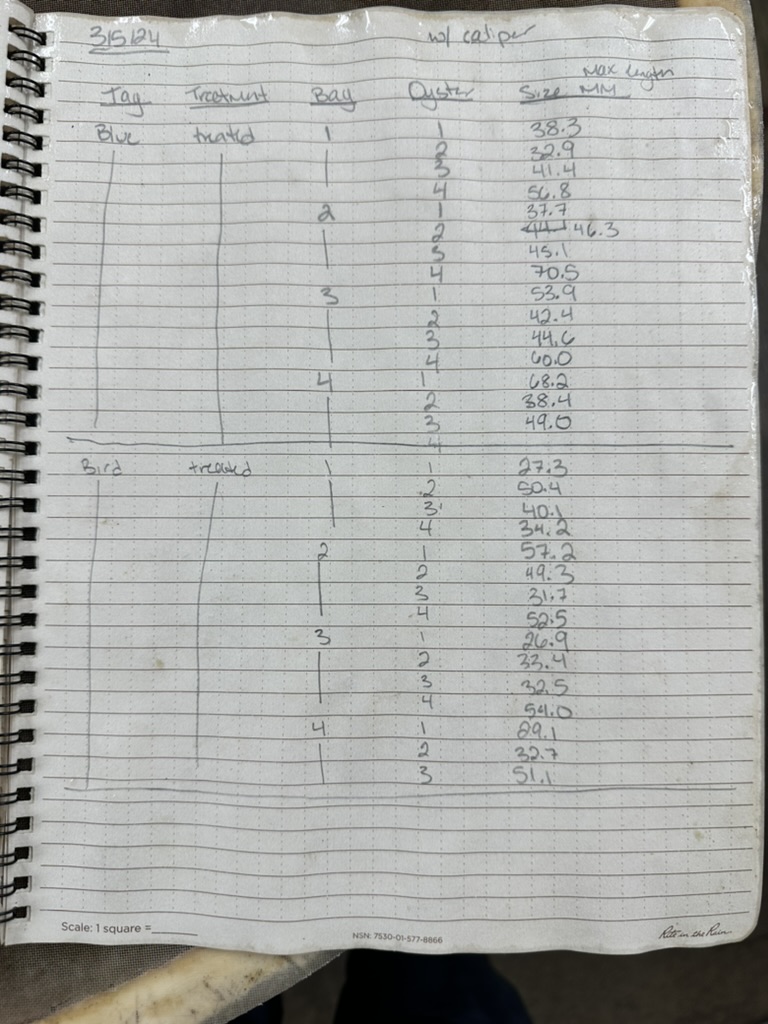 3/5/24 w/ caliper
Max length
Tag Treatment Bay Oyster Size MM
Blue treated 1 1 38.3
2 32.9
3 41.4
4 56.8
2 1 37.7
2 44.1 46.3
3 45.1
4 70.5
3 1 53.9
2 42.4
3 44.6
4 60.0
4 1 68.2
2 38.4
3 49.0
4
Bird treated 1 1 27.3
2 50.4
3 40.1
4 34.2
2 1 57.2
2 49.3
3 31.7
4 52.5
3 1 26.9
2 33.4
3 32.5
4 54.0
4 1 29.1
2 32.7
3 51.1
Scale: 1 square =______ NSN: 7530-01-577-8866 Rite in the Rain